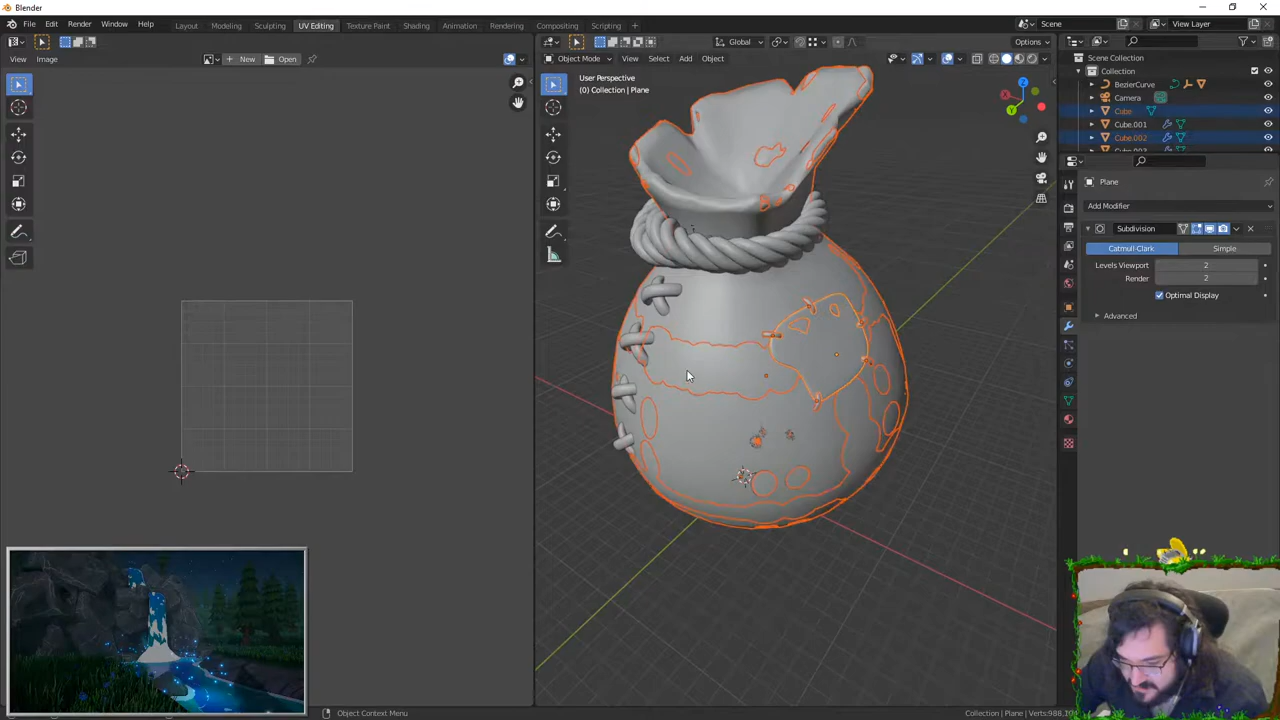 Blender
File Edit Render Window Help Layout Modeling Sculpting UV Editing Texture Paint Shading Animation Rendering Compositing Scripting + Scene View Layer
New Open Global Options
View Image Object Mode View Select Add Object
User Perspective
(0) Collection | Plane
Scene Collection
Collection
BezierCurve
Camera
Cube
Cube.001
Cube.002
Plane
Add Modifier
Subdivision
Catmull-Clark Simple
Levels Viewport 2
Render 2
Optimal Display
Advanced
X
Y
Z
Object Context Menu
Collection | Plane | Verts:988,